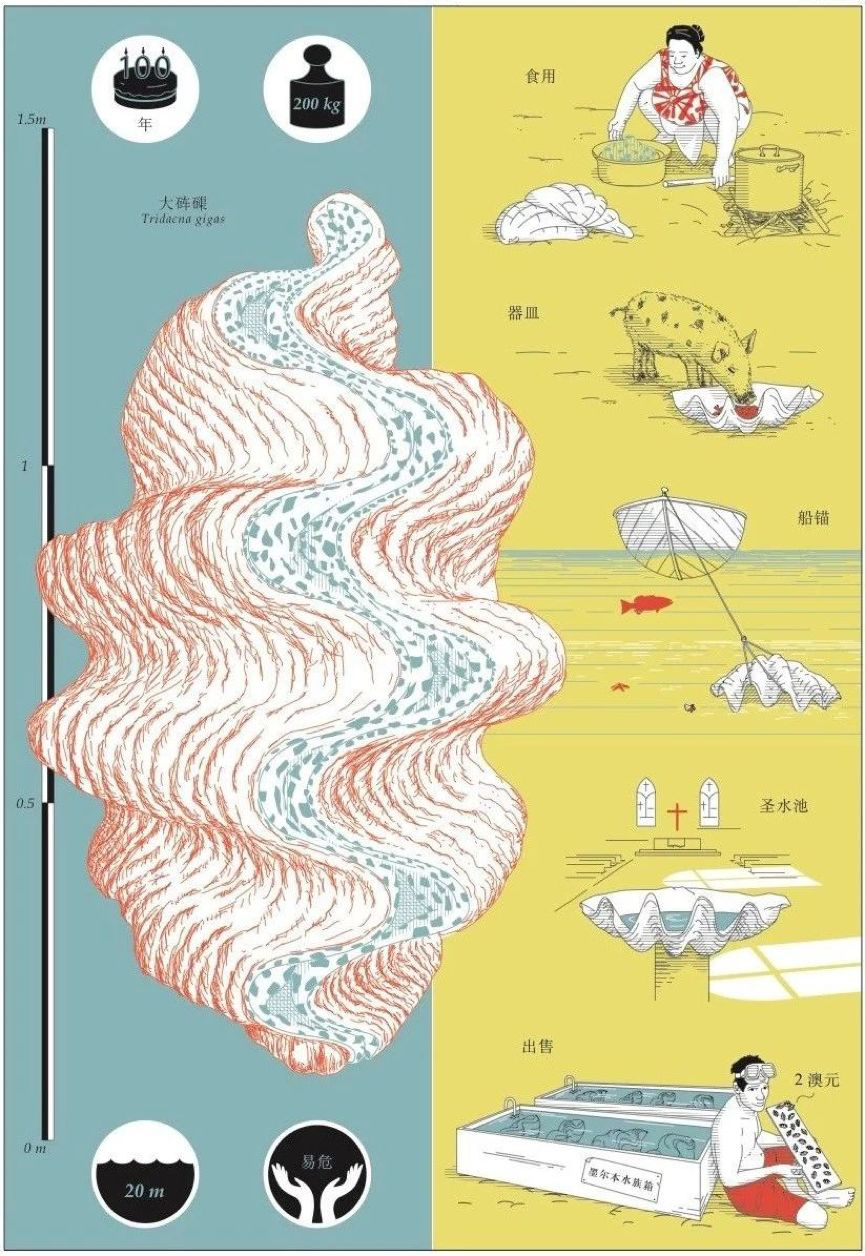 100
年
200 kg
1.5m
大砗磲
Tridacna gigas
1
0.5
0 m
20 m
易危
食用
器皿
船锚
圣水池
出售
2 澳元
墨尔本水族箱